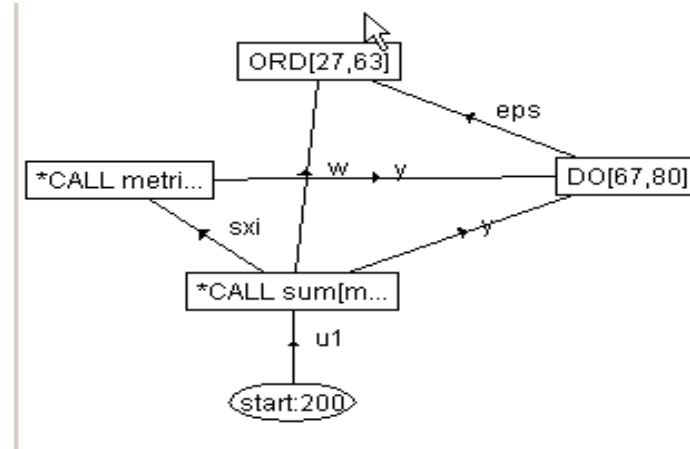 ORD[27,63]
eps
*CALL metri...
w
y
DO[67,80]
sxi
y
*CALL sum[m...
u1
start:200